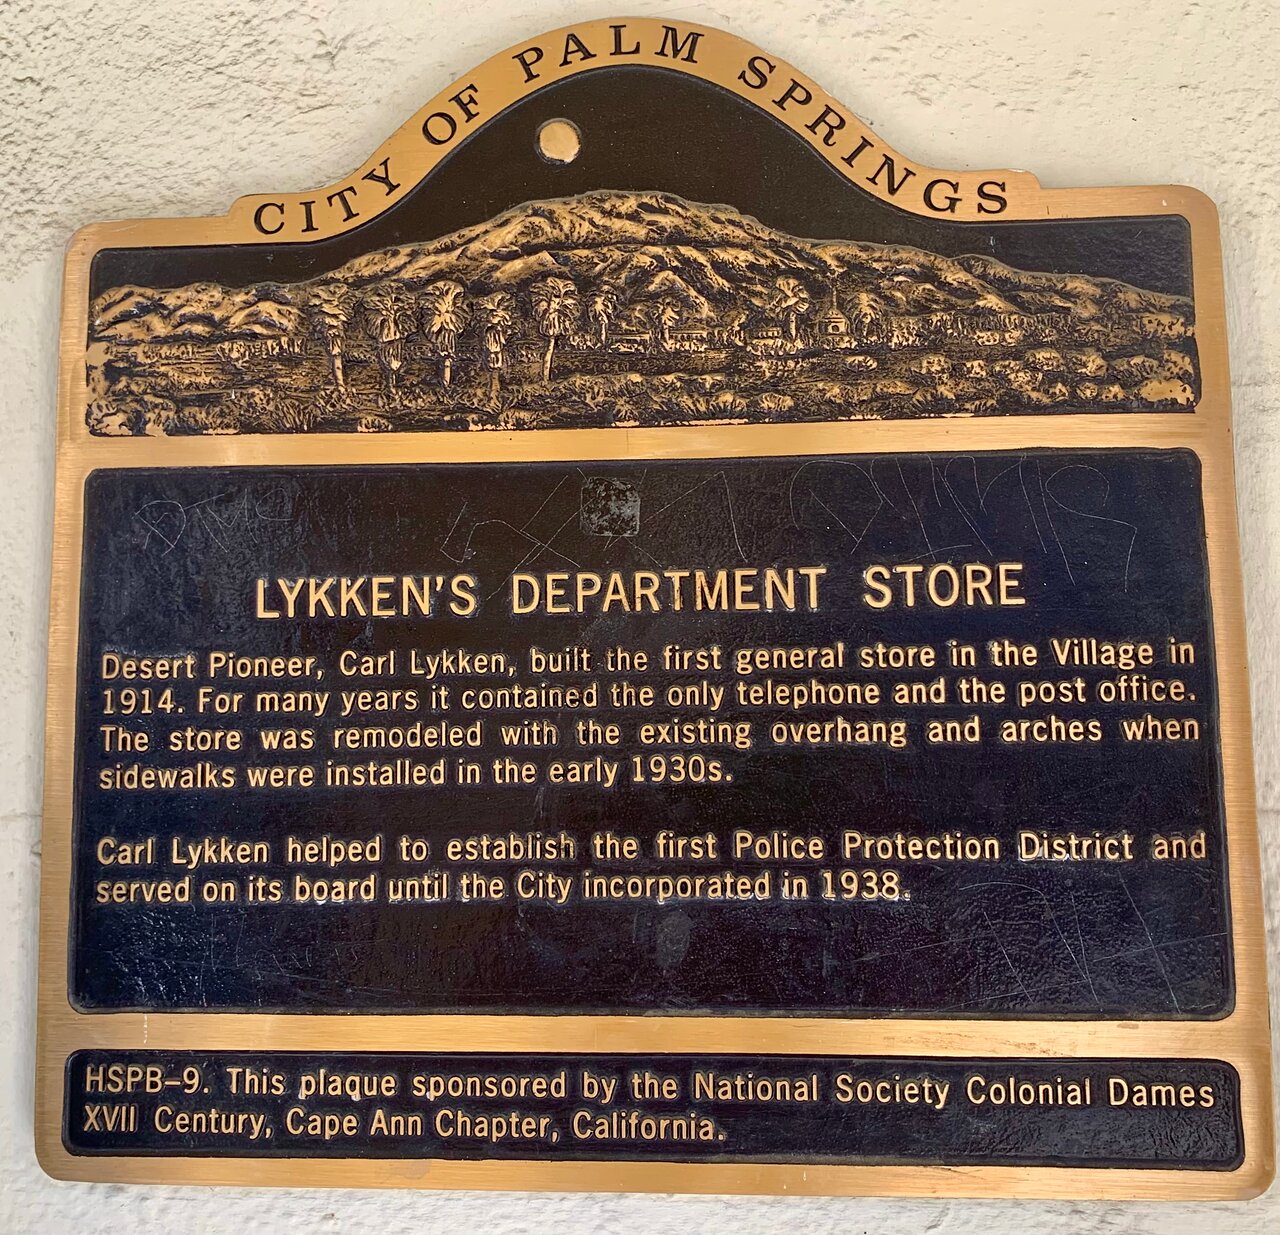 CITY OF PALM SPRINGS
LYKKEN'S DEPARTMENT STORE
Desert Pioneer, Carl Lykken, built the first general store in the Village in
1914. For many years it contained the only telephone and the post office.
The store was remodeled with the existing overhang and arches when
sidewalks were installed in the early 1930s.
Carl Lykken helped to establish the first Police Protection District and
served on its board until the City incorporated in 1938.
HSPB-9. This plaque sponsored by the National Society Colonial Dames
XVII Century, Cape Ann Chapter, California.